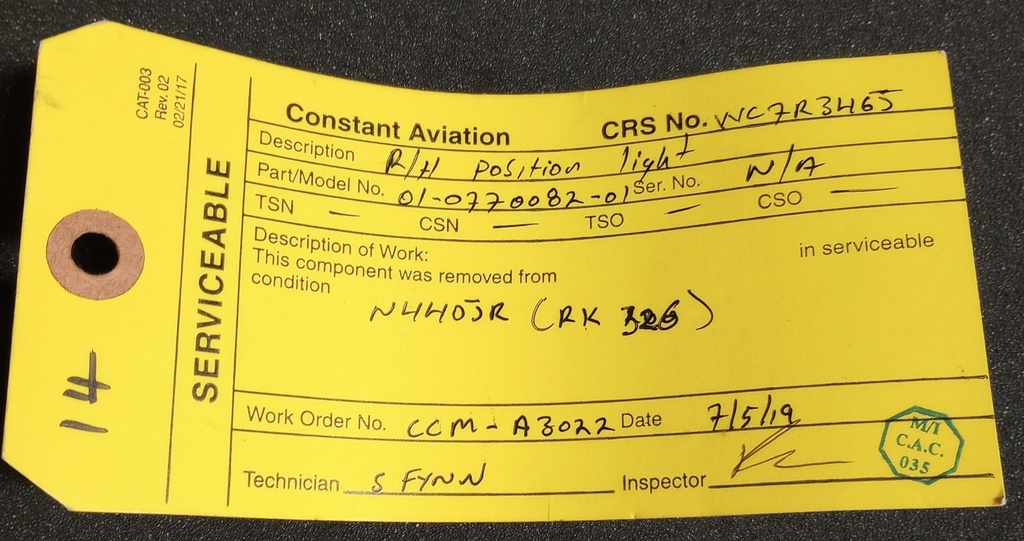 CAT-003
Rev. 02
02/21/17
SERVICEABLE
14
Constant Aviation CRS No. VVC7R346J
Description R/H position light
Part/Model No. 01-0770082-01 Ser. No. N/A
TSN — CSN — TSO — CSO —
Description of Work:
This component was removed from in serviceable
condition
N440JR (RK 326)
Work Order No. CCM-A3022 Date 7/5/19
Technician S FYNN Inspector
M/I
C.A.C.
035